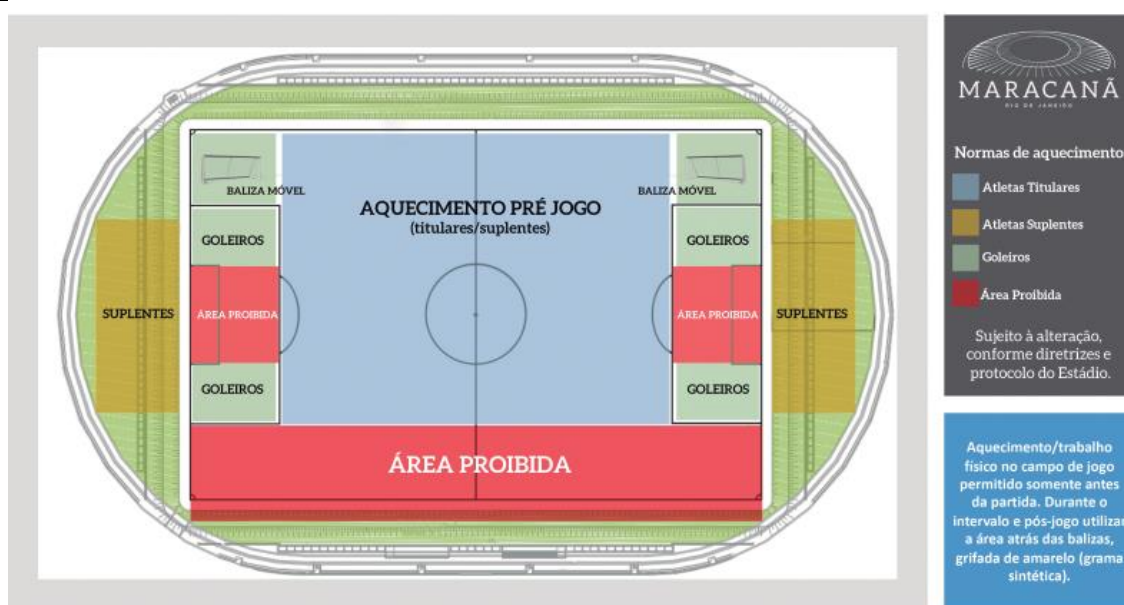 BALIZA MÓVEL
BALIZA MÓVEL
AQUECIMENTO PRÉ JOGO
(titulares/suplentes)
GOLEIROS
GOLEIROS
SUPLENTES
ÁREA PROIBIDA
ÁREA PROIBIDA
SUPLENTES
GOLEIROS
GOLEIROS
ÁREA PROIBIDA
MARACANÃ
RIO DE JANEIRO
Normas de aquecimento
Atletas Titulares
Atletas Suplentes
Goleiros
Área Proibida
Sujeito à alteração,
conforme diretrizes e
protocolo do Estádio.
Aquecimento/trabalho
físico no campo de jogo
permitido somente antes
da partida. Durante o
intervalo e pós-jogo utilizar
a área atrás das balizas,
grifada de amarelo (grama
sintética).